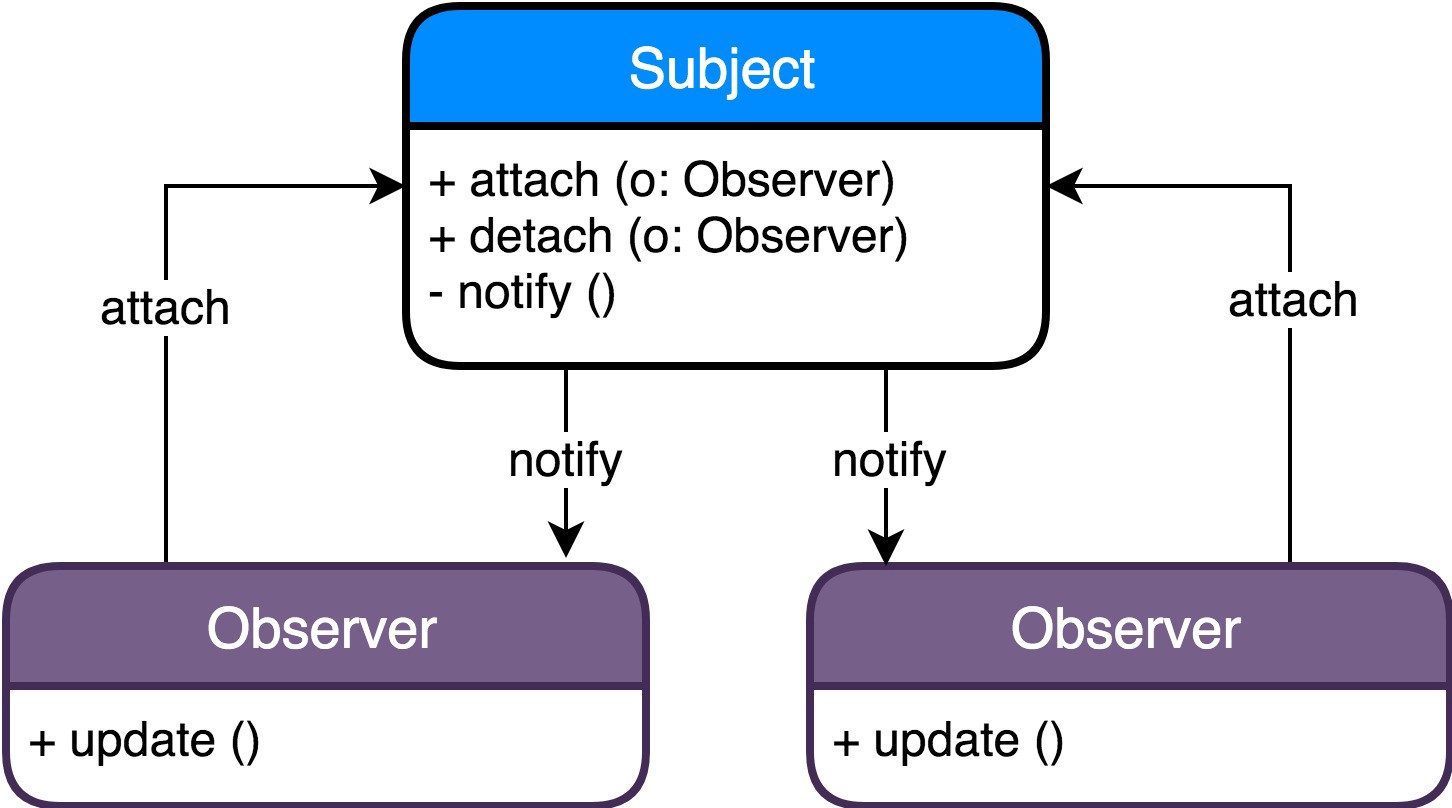 Subject
+ attach (o: Observer)
+ detach (o: Observer)
- notify ()
attach
attach
notify
notify
Observer
+ update ()
Observer
+ update ()